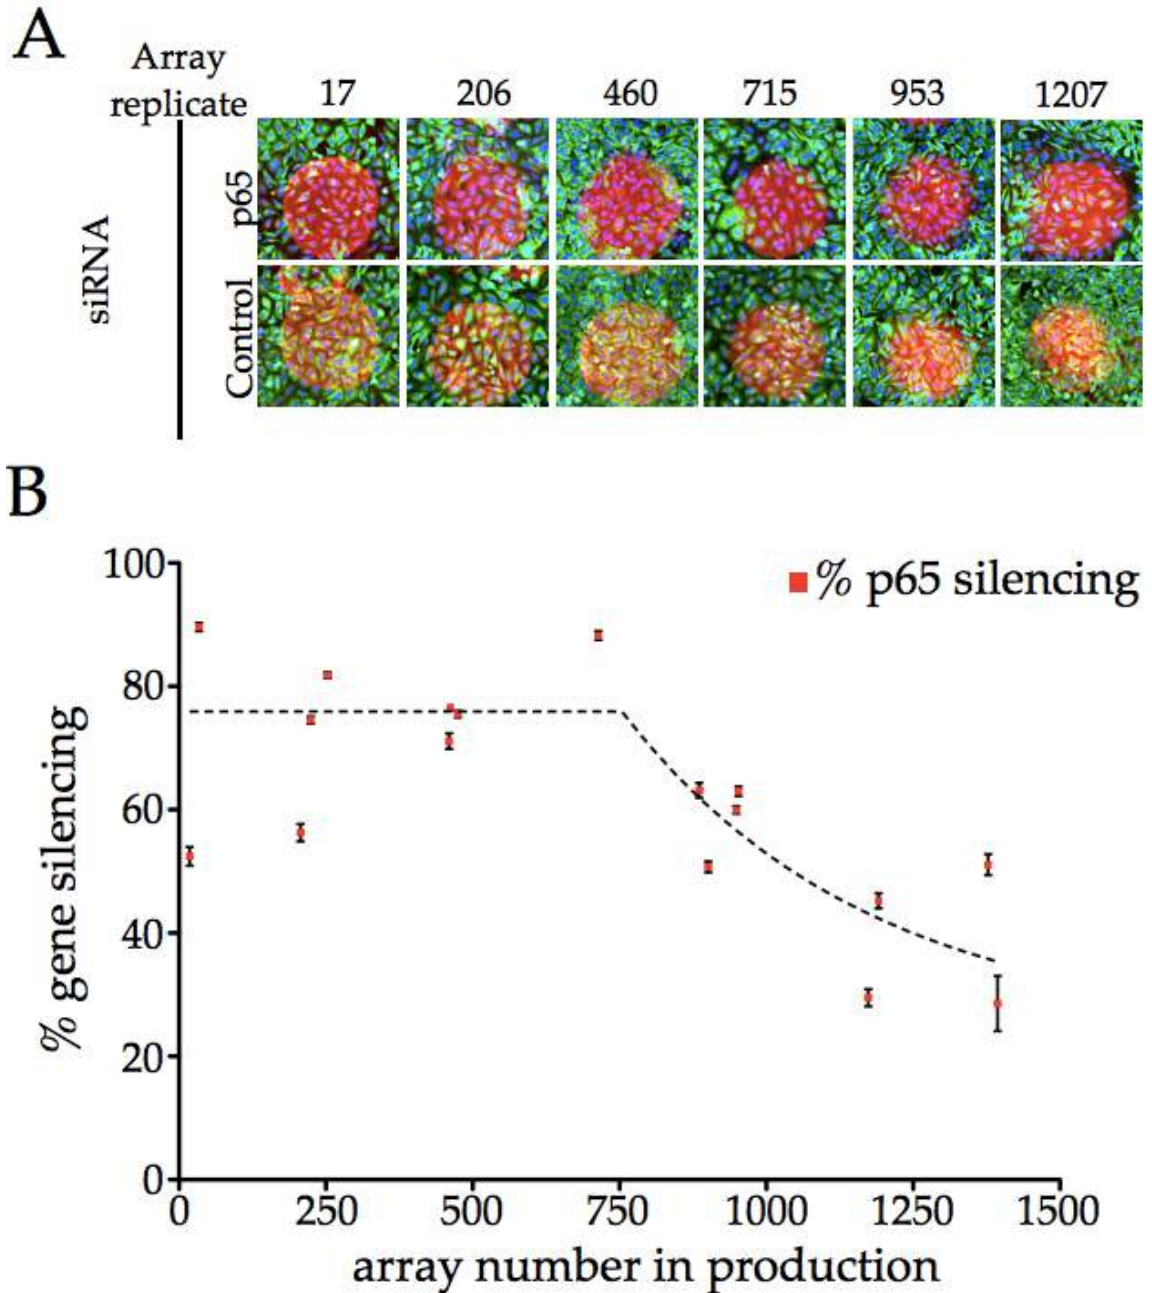 A
Array
replicate 17 206 460 715 953 1207
siRNA
p65
Control
B
100
80
60
40
20
0
% gene silencing
% p65 silencing
0 250 500 750 1000 1250 1500
array number in production